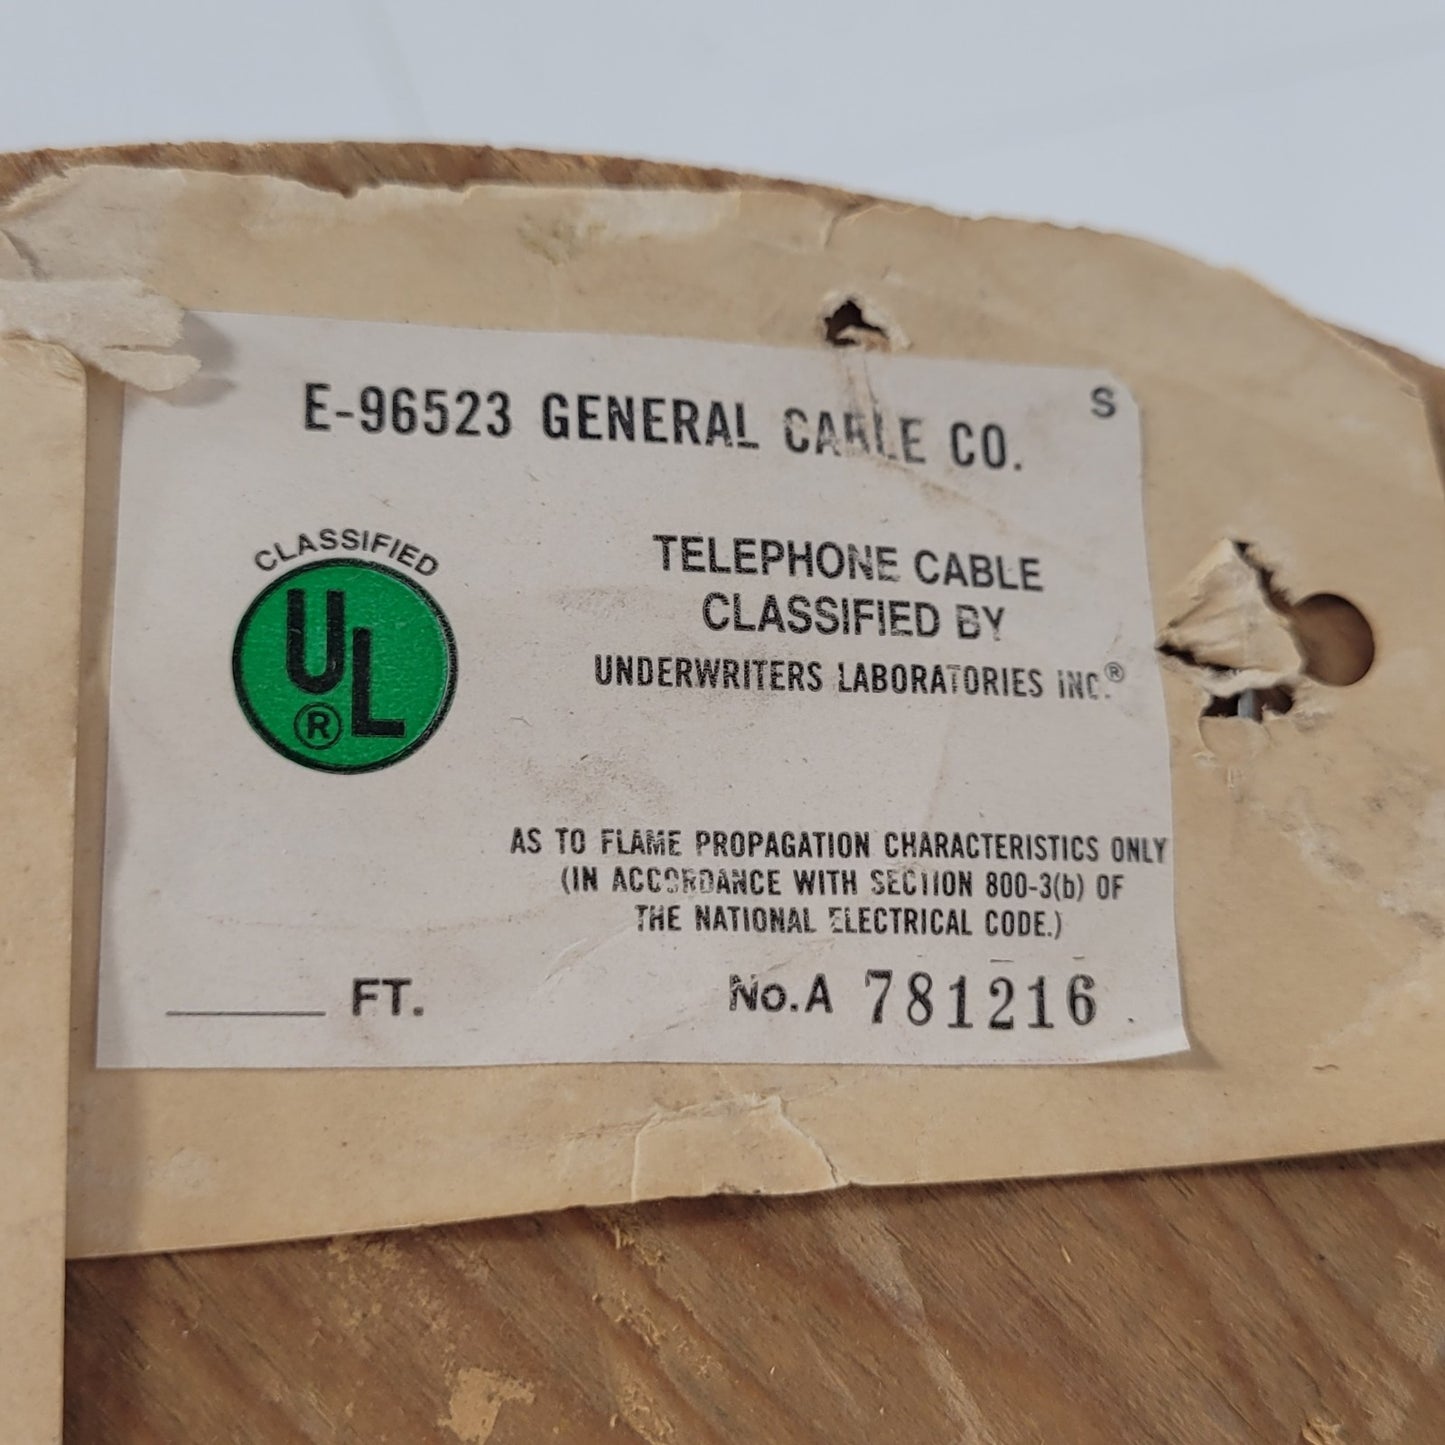 S
E-96523 GENERAL CABLE CO.
CLASSIFIED
UL
®
TELEPHONE CABLE
CLASSIFIED BY
UNDERWRITERS LABORATORIES INC.®
AS TO FLAME PROPAGATION CHARACTERISTICS ONLY
(IN ACCORDANCE WITH SECTION 800-3(b) OF
THE NATIONAL ELECTRICAL CODE.)
____ FT.
No. A 781216